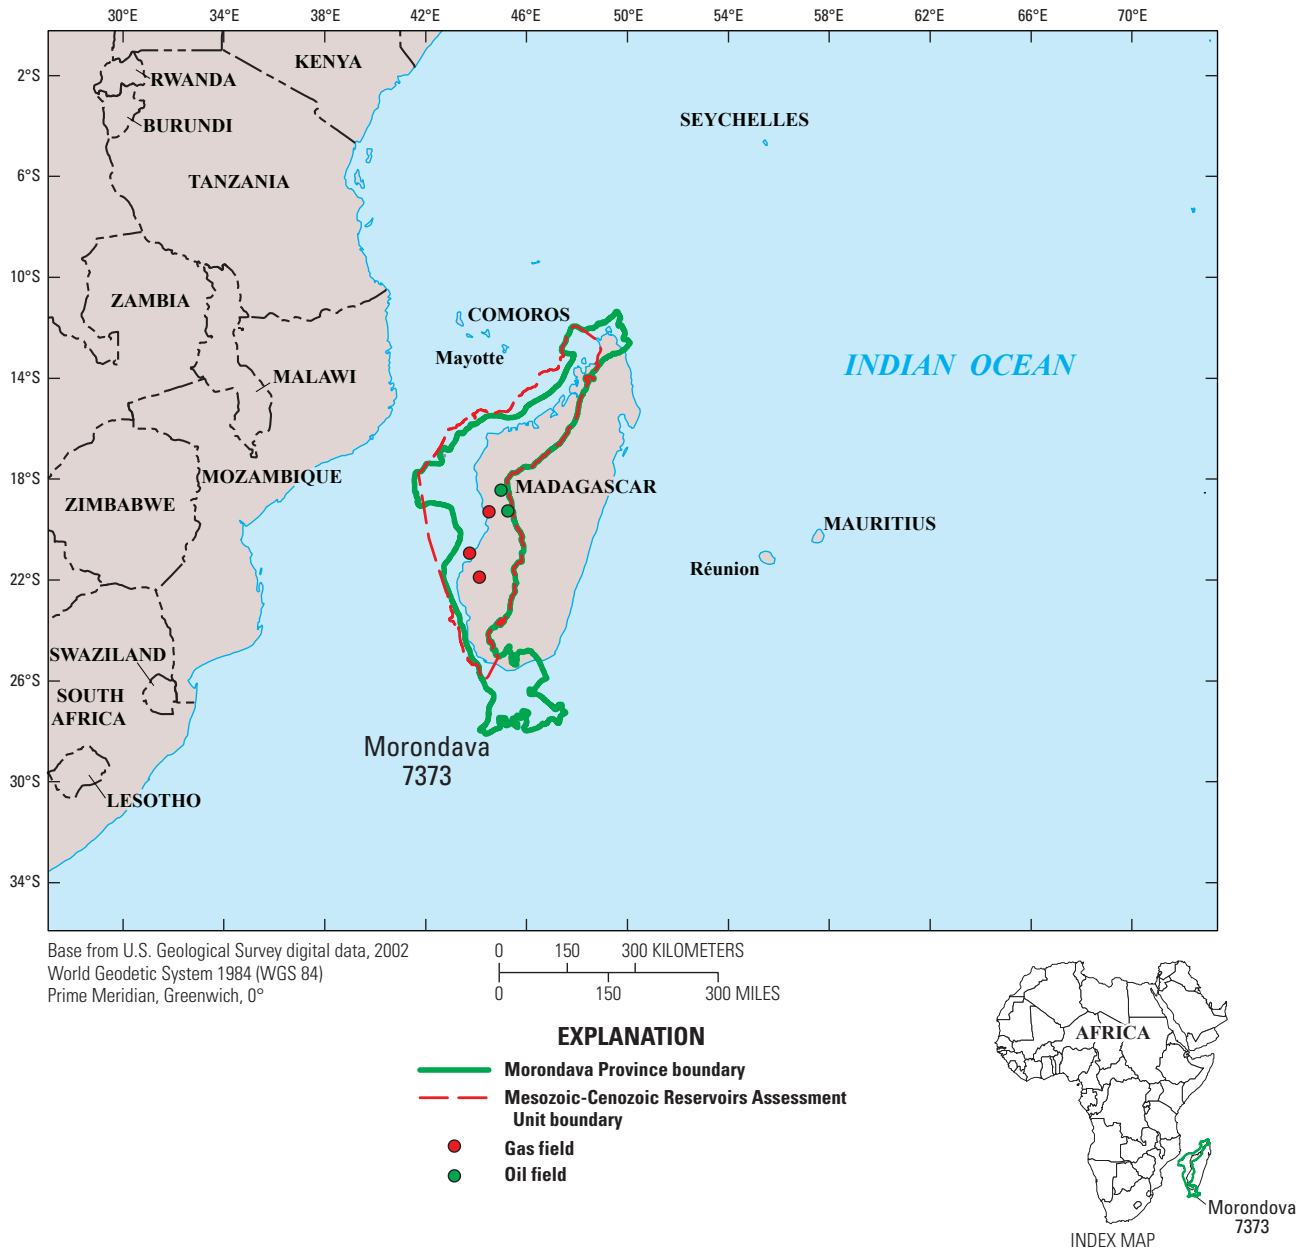 30°E 34°E 38°E 42°E 46°E 50°E 54°E 58°E 62°E 66°E 70°E
2°S
6°S
10°S
14°S
18°S
22°S
26°S
30°S
34°S
KENYA
RWANDA
BURUNDI
SEYCHELLES
TANZANIA
ZAMBIA
COMOROS
Mayotte
INDIAN OCEAN
MALAWI
MOZAMBIQUE
MADAGASCAR
ZIMBABWE
MAURITIUS
Réunion
SWAZILAND
SOUTH
AFRICA
Morondava
7373
LESOTHO
Base from U.S. Geological Survey digital data, 2002
World Geodetic System 1984 (WGS 84)
Prime Meridian, Greenwich, 0°
0 150 300 KILOMETERS
0 150 300 MILES
EXPLANATION
Morondava Province boundary
Mesozoic-Cenozoic Reservoirs Assessment
Unit boundary
Gas field
Oil field
AFRICA
Morondova
7373
INDEX MAP